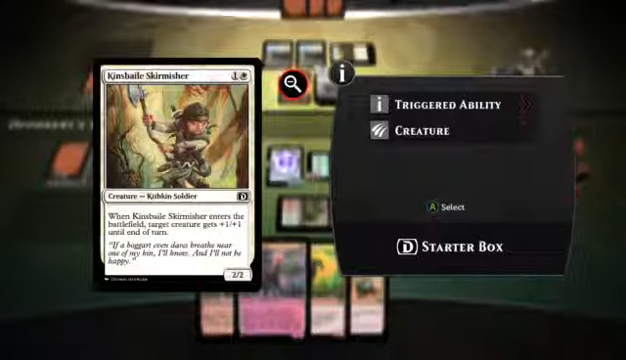 Kinsbaile Skirmisher 1
i
TRIGGERED ABILITY
CREATURE
Creature — Kithkin Soldier D
When Kinsbaile Skirmisher enters the
battlefield, target creature gets +1/+1
until end of turn.
"If a boggart even dares breathe near
one of my kin, I'll know. And I'll not be
happy."
2/2
A Select
D STARTER BOX